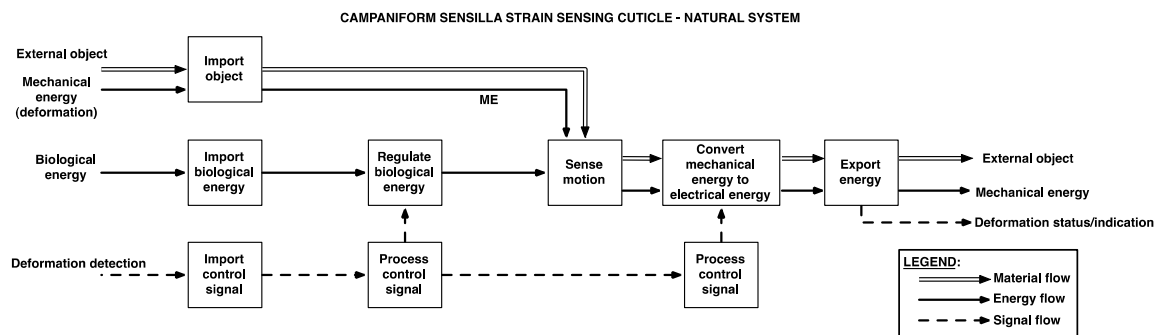 CAMPANIFORM SENSILLA STRAIN SENSING CUTICLE - NATURAL SYSTEM
External object
Mechanical
energy
(deformation)
Import
object
ME
Biological
energy
Import
biological
energy
Regulate
biological
energy
Sense
motion
Convert
mechanical
energy to
electrical energy
Export
energy
External object
Mechanical energy
Deformation status/indication
Deformation detection
Import
control
signal
Process
control
signal
Process
control
signal
LEGEND:
Material flow
Energy flow
Signal flow